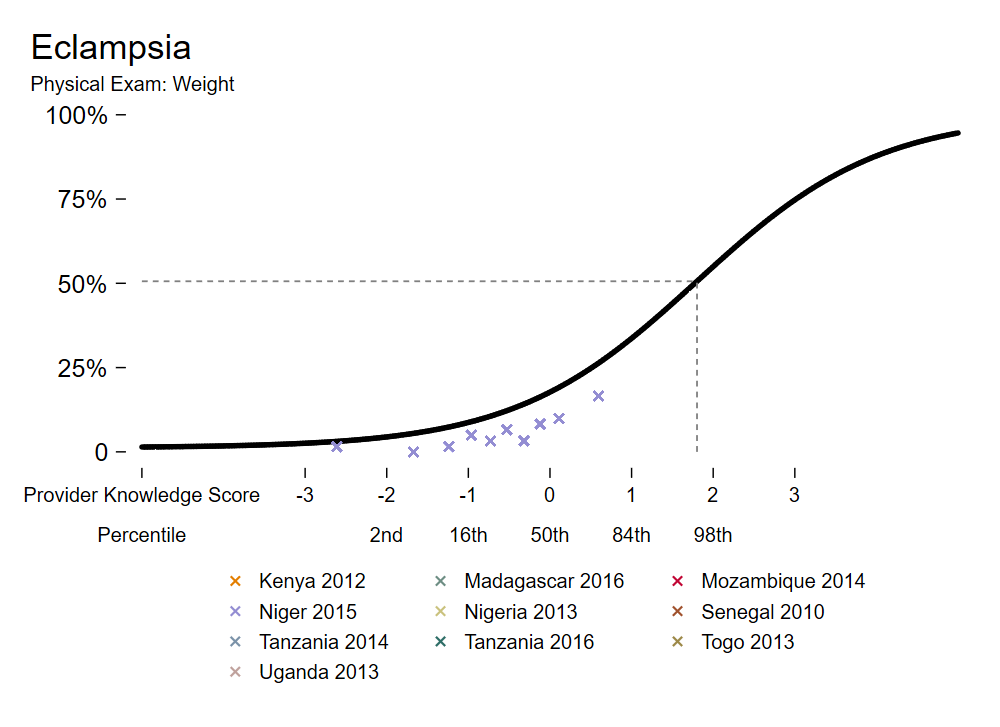 Eclampsia
Physical Exam: Weight
100%
75%
50%
25%
0
Provider Knowledge Score -3 -2 -1 0 1 2 3
Percentile 2nd 16th 50th 84th 98th
Kenya 2012 Madagascar 2016 Mozambique 2014
Niger 2015 Nigeria 2013 Senegal 2010
Tanzania 2014 Tanzania 2016 Togo 2013
Uganda 2013